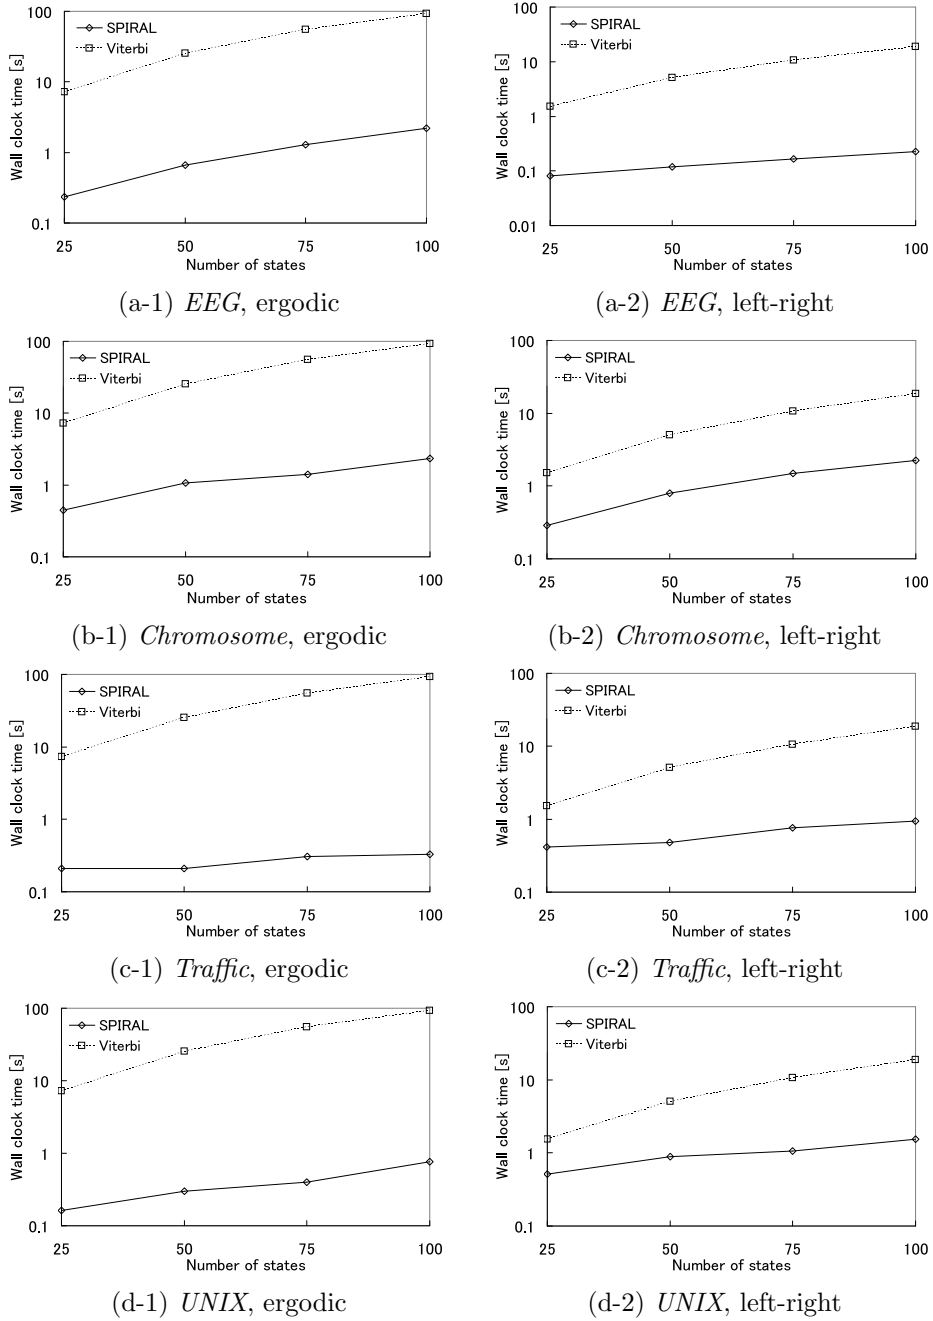 100
10
1
0.1
Wall clock time [s]
SPIRAL
Viterbi
25 50 75 100
Number of states
(a-1) EEG, ergodic
100
10
1
0.1
0.01
Wall clock time [s]
SPIRAL
Viterbi
25 50 75 100
Number of states
(a-2) EEG, left-right
100
10
1
0.1
Wall clock time [s]
SPIRAL
Viterbi
25 50 75 100
Number of states
(b-1) Chromosome, ergodic
100
10
1
0.1
Wall clock time [s]
SPIRAL
Viterbi
25 50 75 100
Number of states
(b-2) Chromosome, left-right
100
10
1
0.1
Wall clock time [s]
SPIRAL
Viterbi
25 50 75 100
Number of states
(c-1) Traffic, ergodic
100
10
1
0.1
Wall clock time [s]
SPIRAL
Viterbi
25 50 75 100
Number of states
(c-2) Traffic, left-right
100
10
1
0.1
Wall clock time [s]
SPIRAL
Viterbi
25 50 75 100
Number of states
(d-1) UNIX, ergodic
100
10
1
0.1
Wall clock time [s]
SPIRAL
Viterbi
25 50 75 100
Number of states
(d-2) UNIX, left-right